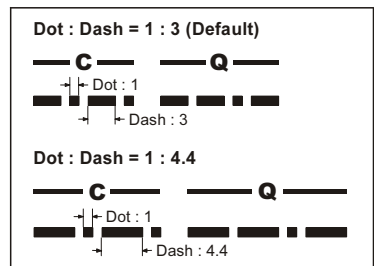 Dot : Dash = 1 : 3 (Default)
C Q
Dot : 1
Dash : 3
Dot : Dash = 1 : 4.4
C Q
Dot : 1
Dash : 4.4